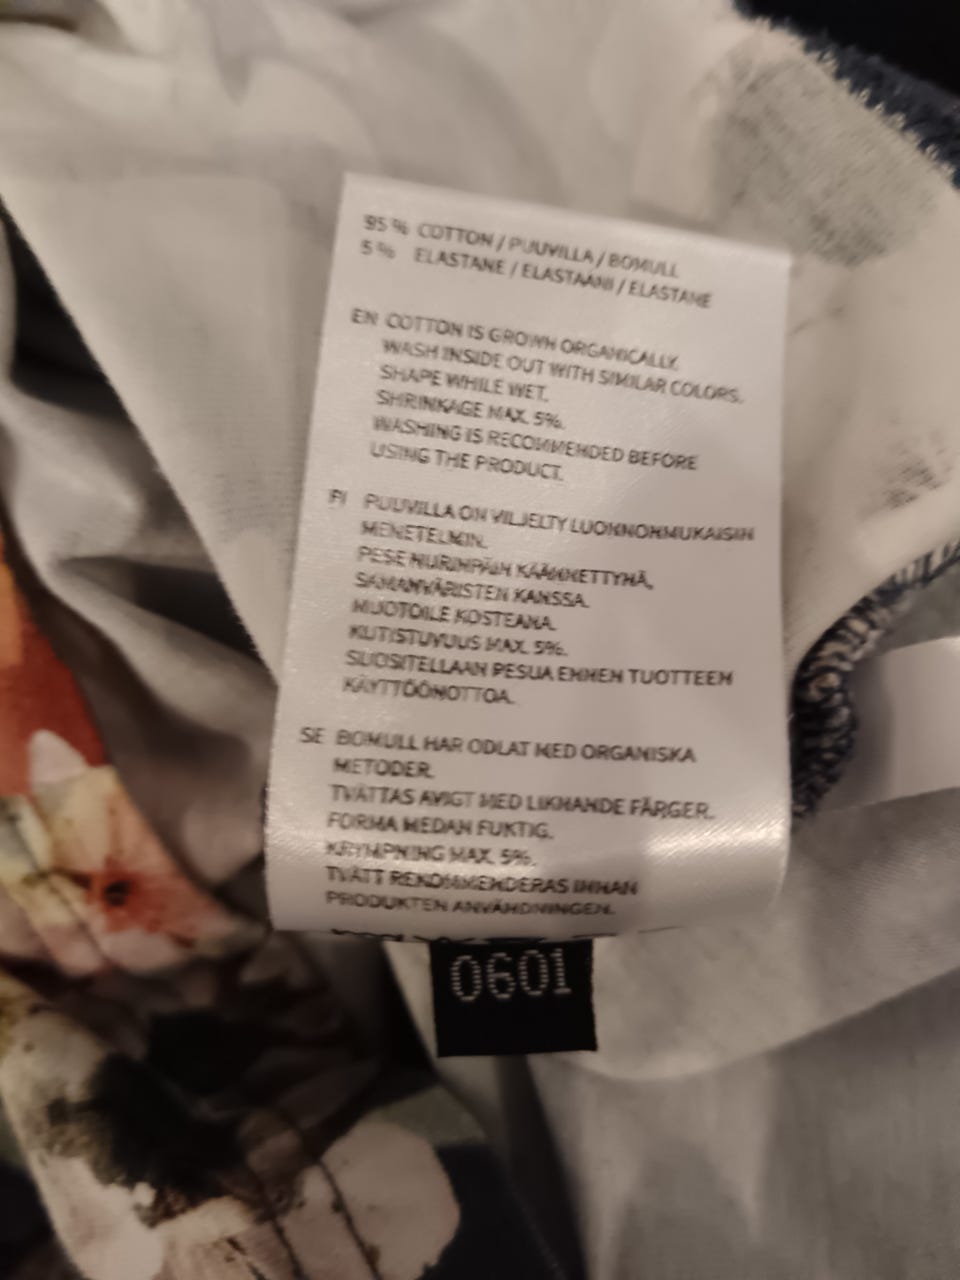 95 % COTTON / PUUVILLA / BOMULL
5 % ELASTANE / ELASTAANI / ELASTANE
EN COTTON IS GROWN ORGANICALLY.
WASH INSIDE OUT WITH SIMILAR COLORS.
SHAPE WHILE WET.
SHRINKAGE MAX. 5%.
WASHING IS RECOMMENDED BEFORE
USING THE PRODUCT.
FI PUUVILLA ON VILJELTY LUONNONMUKAISIN
MENETELMIN.
PESE NURINPÄIN KÄÄNNETTYNÄ,
SAMANVÄRISTEN KANSSA.
MUOTOILE KOSTEANA.
KUTISTUVUUS MAX. 5%.
SUOSITELLAAN PESUA ENNEN TUOTTEEN
KÄYTTÖÖNOTTOA.
SE BOMULL HAR ODLAT MED ORGANISKA
METODER.
TVÄTTAS AVIGT MED LIKNANDE FÄRGER.
FORMA MEDAN FUKTIG.
KRYMPNING MAX. 5%.
TVÄTT REKOMMENDERAS INNAN
PRODUKTEN ANVÄNDNINGEN.
0601